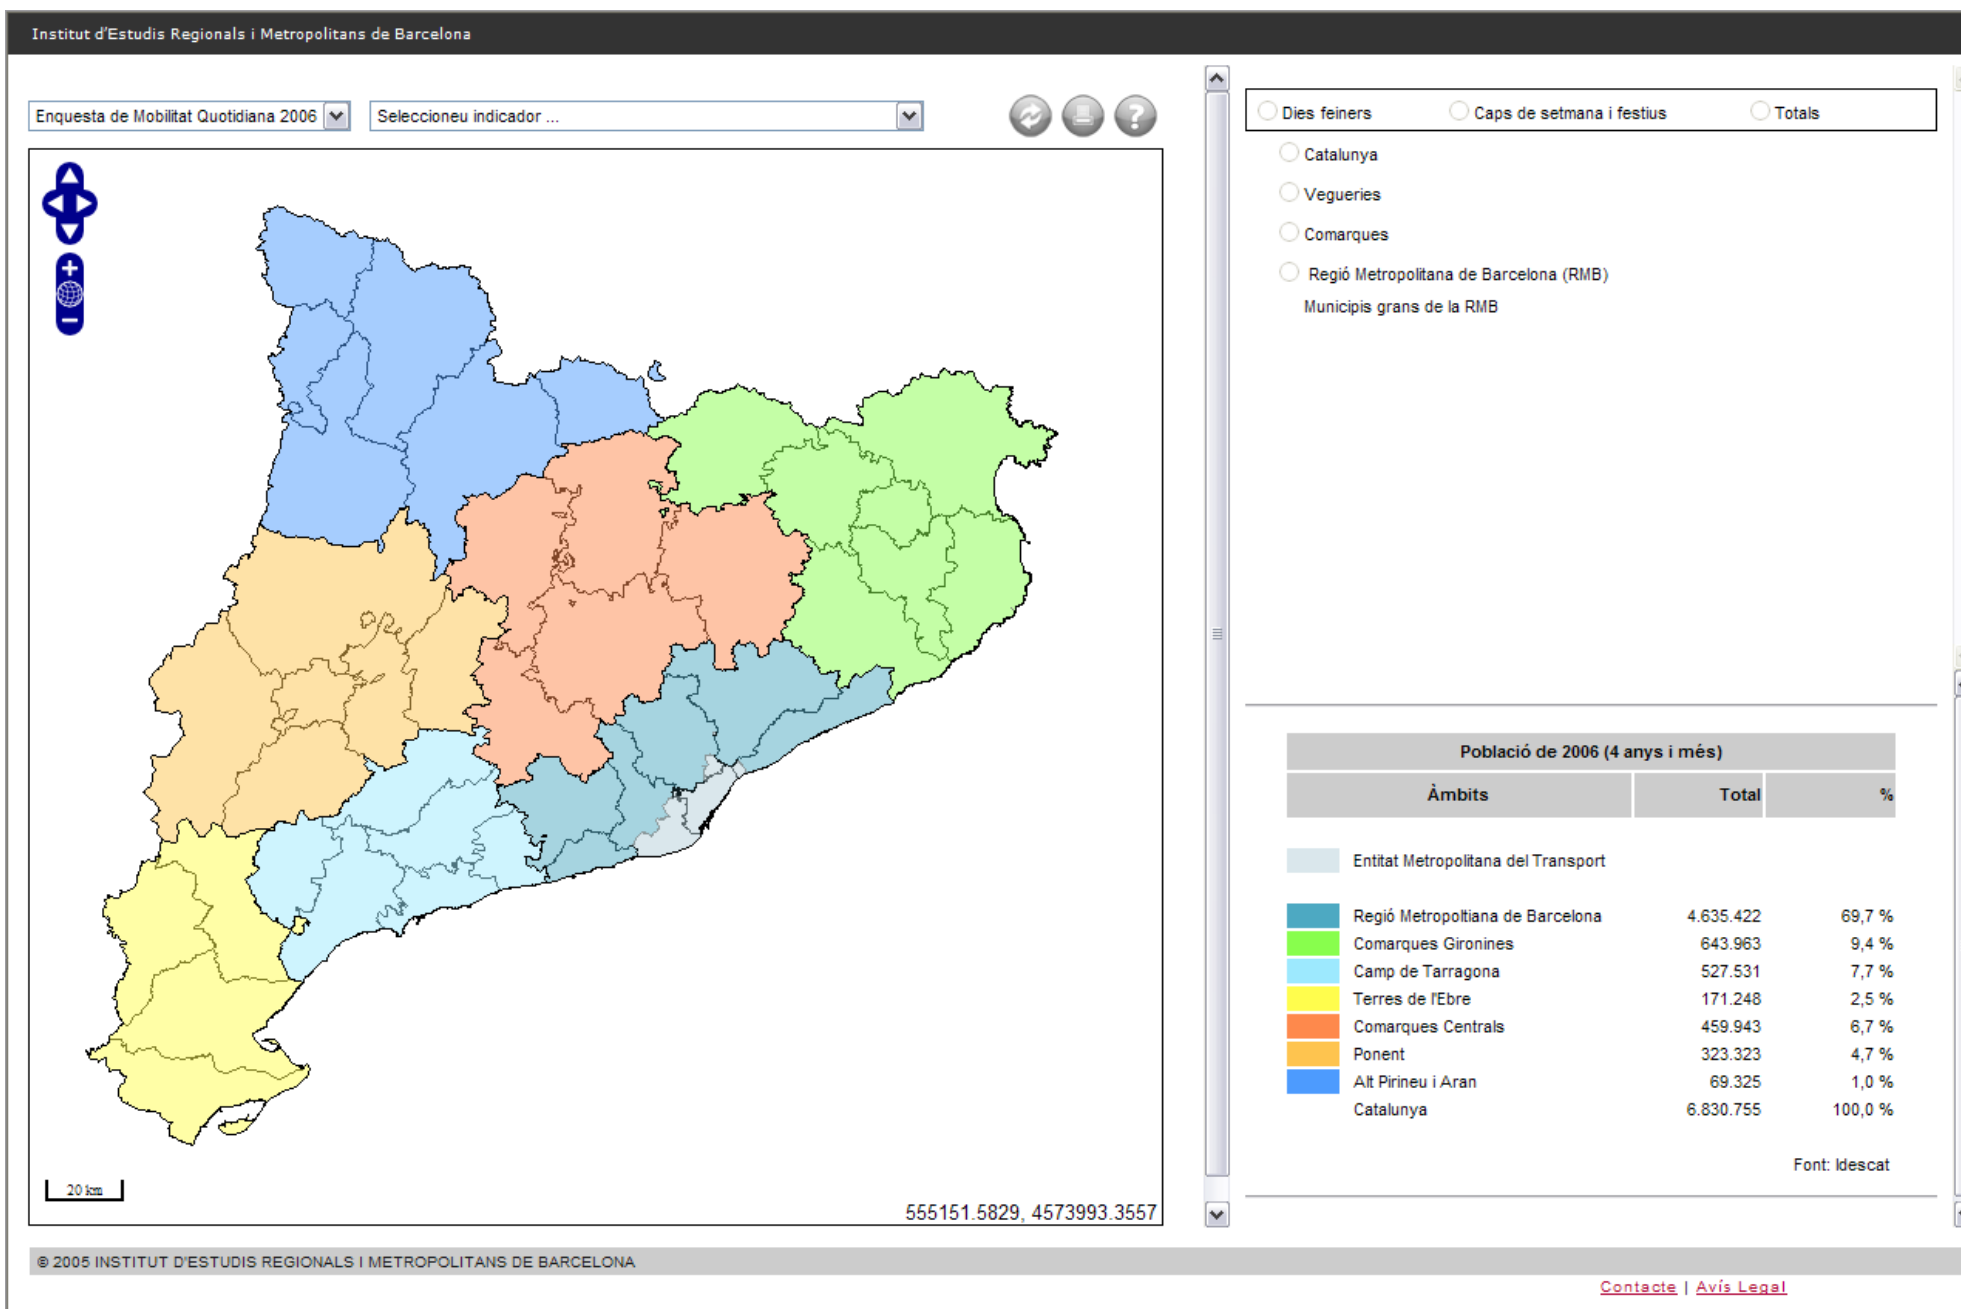 Institut d'Estudis Regionals i Metropolitans de Barcelona
Enquesta de Mobilitat Quotidiana 2006
Seleccioneu indicador ...
?
Dies feiners
Caps de setmana i festius
Totals
Catalunya
Vegueries
Comarques
Regió Metropolitana de Barcelona (RMB)
Municipis grans de la RMB
20 km
555151.5829, 4573993.3557
Població de 2006 (4 anys i més)
Àmbits Total %
Entitat Metropolitana del Transport
Regió Metropoltiana de Barcelona 4.635.422 69,7 %
Comarques Gironines 643.963 9,4 %
Camp de Tarragona 527.531 7,7 %
Terres de l'Ebre 171.248 2,5 %
Comarques Centrals 459.943 6,7 %
Ponent 323.323 4,7 %
Alt Pirineu i Aran 69.325 1,0 %
Catalunya 6.830.755 100,0 %
Font: Idescat
© 2005 INSTITUT D'ESTUDIS REGIONALS I METROPOLITANS DE BARCELONA
Contacte | Avís Legal